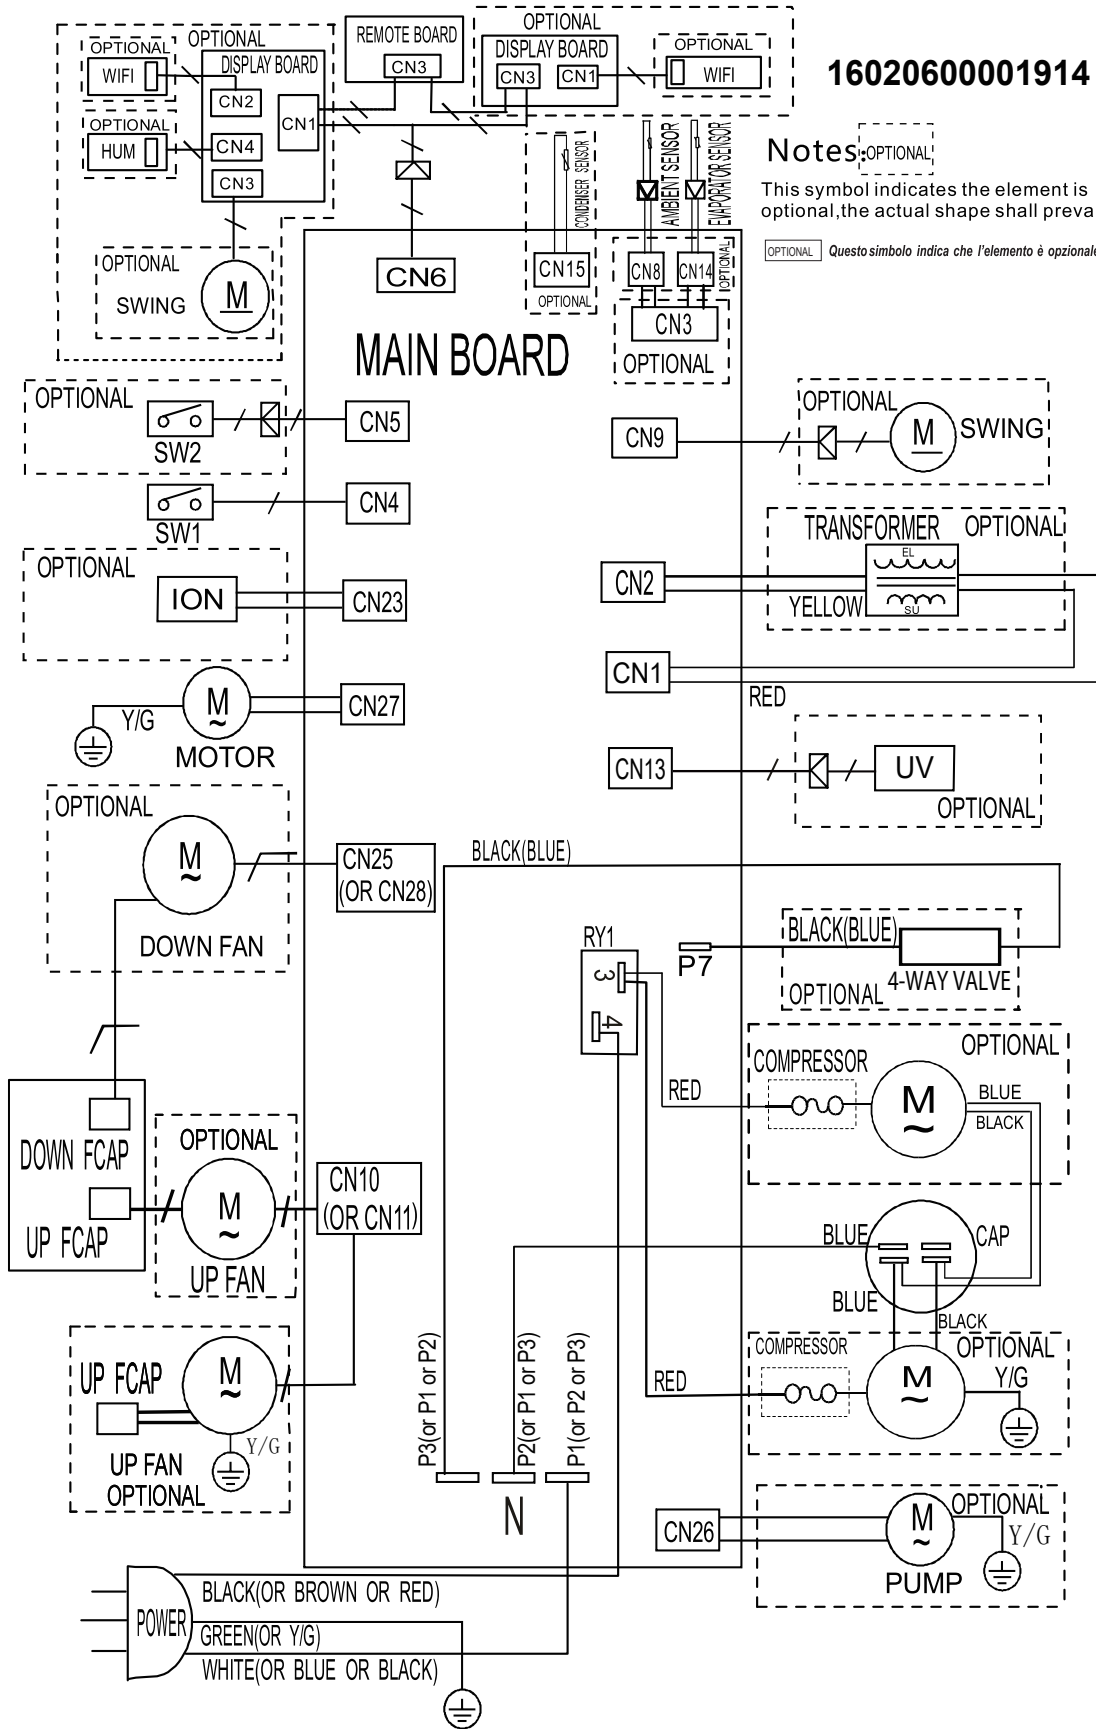 OPTIONAL
WIFI
OPTIONAL
HUM
OPTIONAL
DISPLAY BOARD
CN2
CN4
CN3
CN1
OPTIONAL
SWING
M
REMOTE BOARD
CN3
OPTIONAL
DISPLAY BOARD
CN3
CN1
OPTIONAL
WIFI
16020600001914
Notes:
OPTIONAL
This symbol indicates the element is
optional,the actual shape shall preva
OPTIONAL
Questo simbolo indica che l'elemento è opzionale
CN6
CONDENSER SENSOR
CN15
OPTIONAL
AMBIENT SENSOR
EVAPORATOR SENSOR
CN8
CN14
OPTIONAL
CN3
OPTIONAL
MAIN BOARD
OPTIONAL
SW2
CN5
SW1
CN4
OPTIONAL
ION
CN23
M
~
Y/G
MOTOR
CN27
OPTIONAL
M
~
DOWN FAN
CN25
(OR CN28)
DOWN FCAP
UP FCAP
OPTIONAL
M
~
UP FAN
CN10
(OR CN11)
UP FCAP
M
~
Y/G
UP FAN
OPTIONAL
CN9
OPTIONAL
M
SWING
CN2
TRANSFORMER
OPTIONAL
EL
SU
YELLOW
CN1
RED
CN13
UV
OPTIONAL
BLACK(BLUE)
RY1
3
4
P7
BLACK(BLUE)
4-WAY VALVE
OPTIONAL
OPTIONAL
COMPRESSOR
M
~
BLUE
BLACK
RED
BLUE
CAP
BLUE
BLACK
COMPRESSOR
OPTIONAL
M
~
Y/G
RED
P3(or P1 or P2)
P2(or P1 or P3)
P1(or P2 or P3)
N
CN26
M
~
OPTIONAL
Y/G
PUMP
POWER
BLACK(OR BROWN OR RED)
GREEN(OR Y/G)
WHITE(OR BLUE OR BLACK)